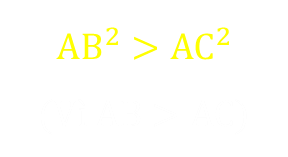 AB² > AC²